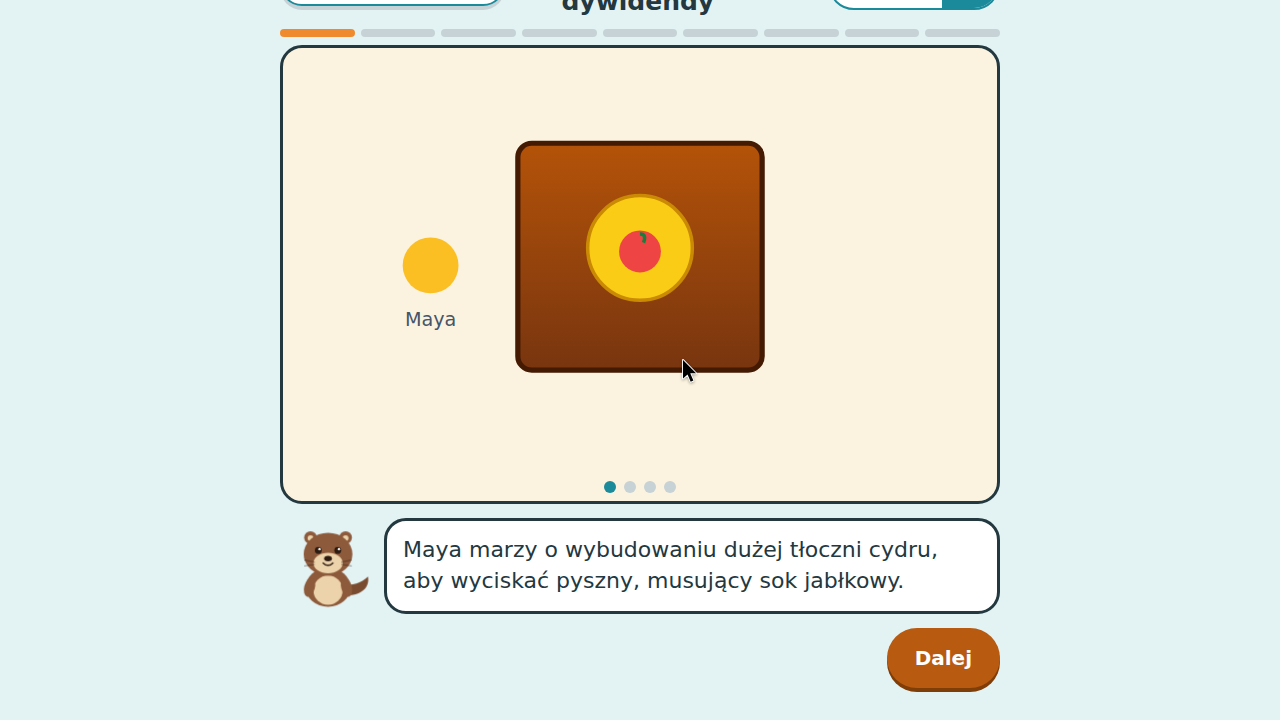 dywidendy
Maya
Maya marzy o wybudowaniu dużej tłoczni cydru,
aby wyciskać pyszny, musujący sok jabłkowy.
Dalej